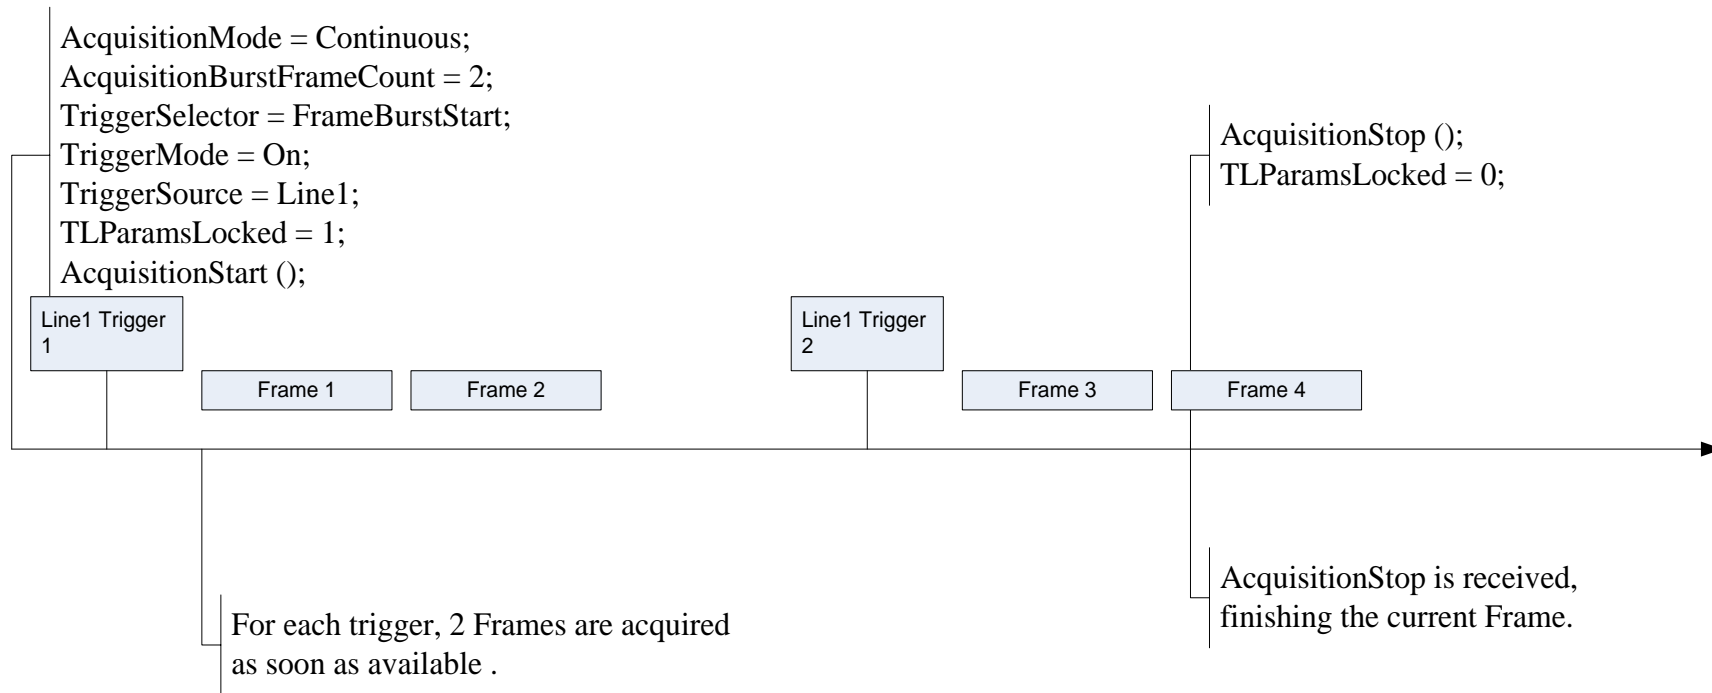 AcquisitionMode = Continuous;
AcquisitionBurstFrameCount = 2;
TriggerSelector = FrameBurstStart;
TriggerMode = On;
TriggerSource = Line1;
TLParamsLocked = 1;
AcquisitionStart ();
AcquisitionStop ();
TLParamsLocked = 0;
Line1 Trigger
1
Line1 Trigger
2
Frame 1
Frame 2
Frame 3
Frame 4
For each trigger, 2 Frames are acquired
as soon as available .
AcquisitionStop is received,
finishing the current Frame.